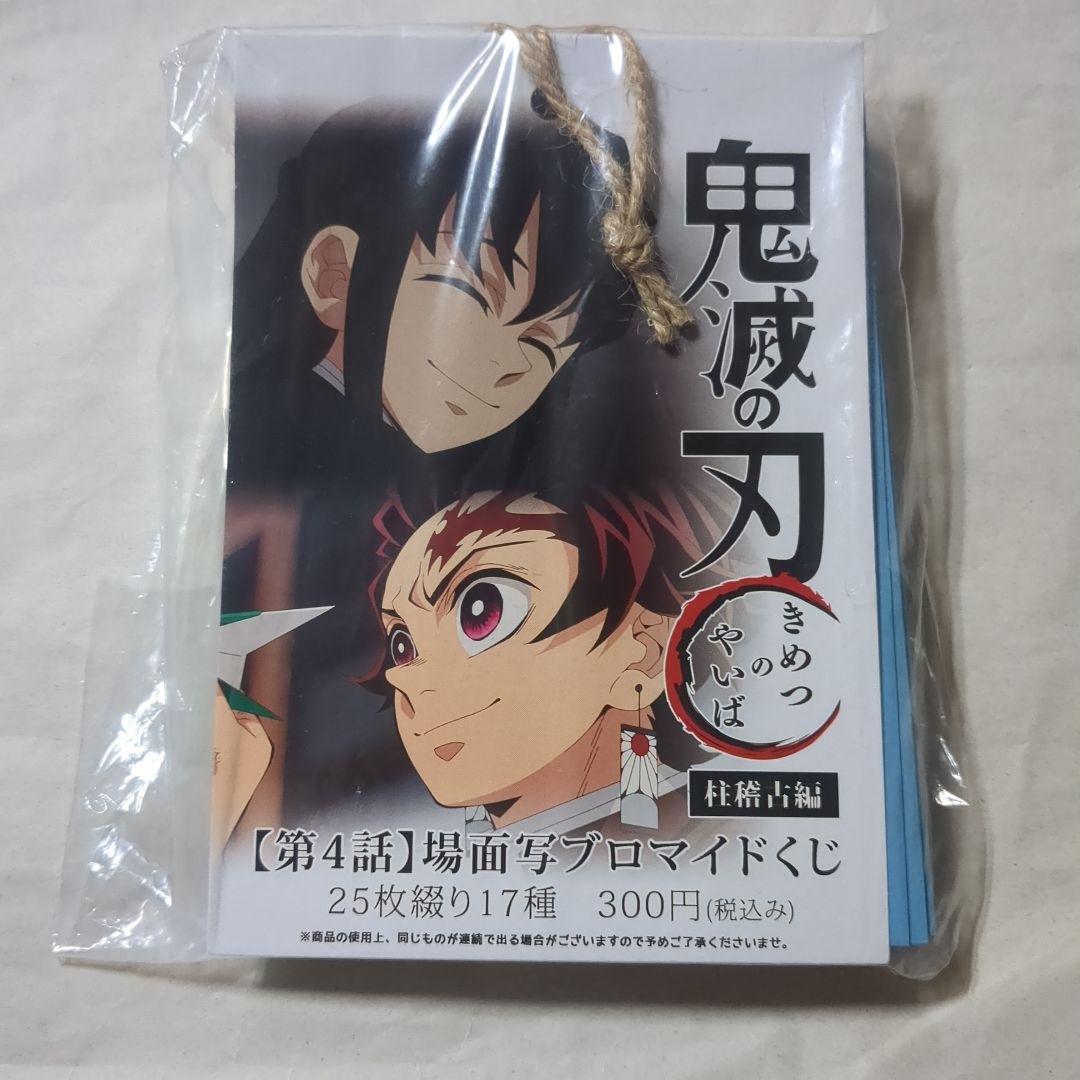 鬼滅の刃
きめつ
の
やいば
柱稽古編
【第4話】場面写ブロマイドくじ
25枚綴り17種 300円(税込み)
※商品の使用上、同じものが連続で出る場合がございますので予めご了承くださいませ。